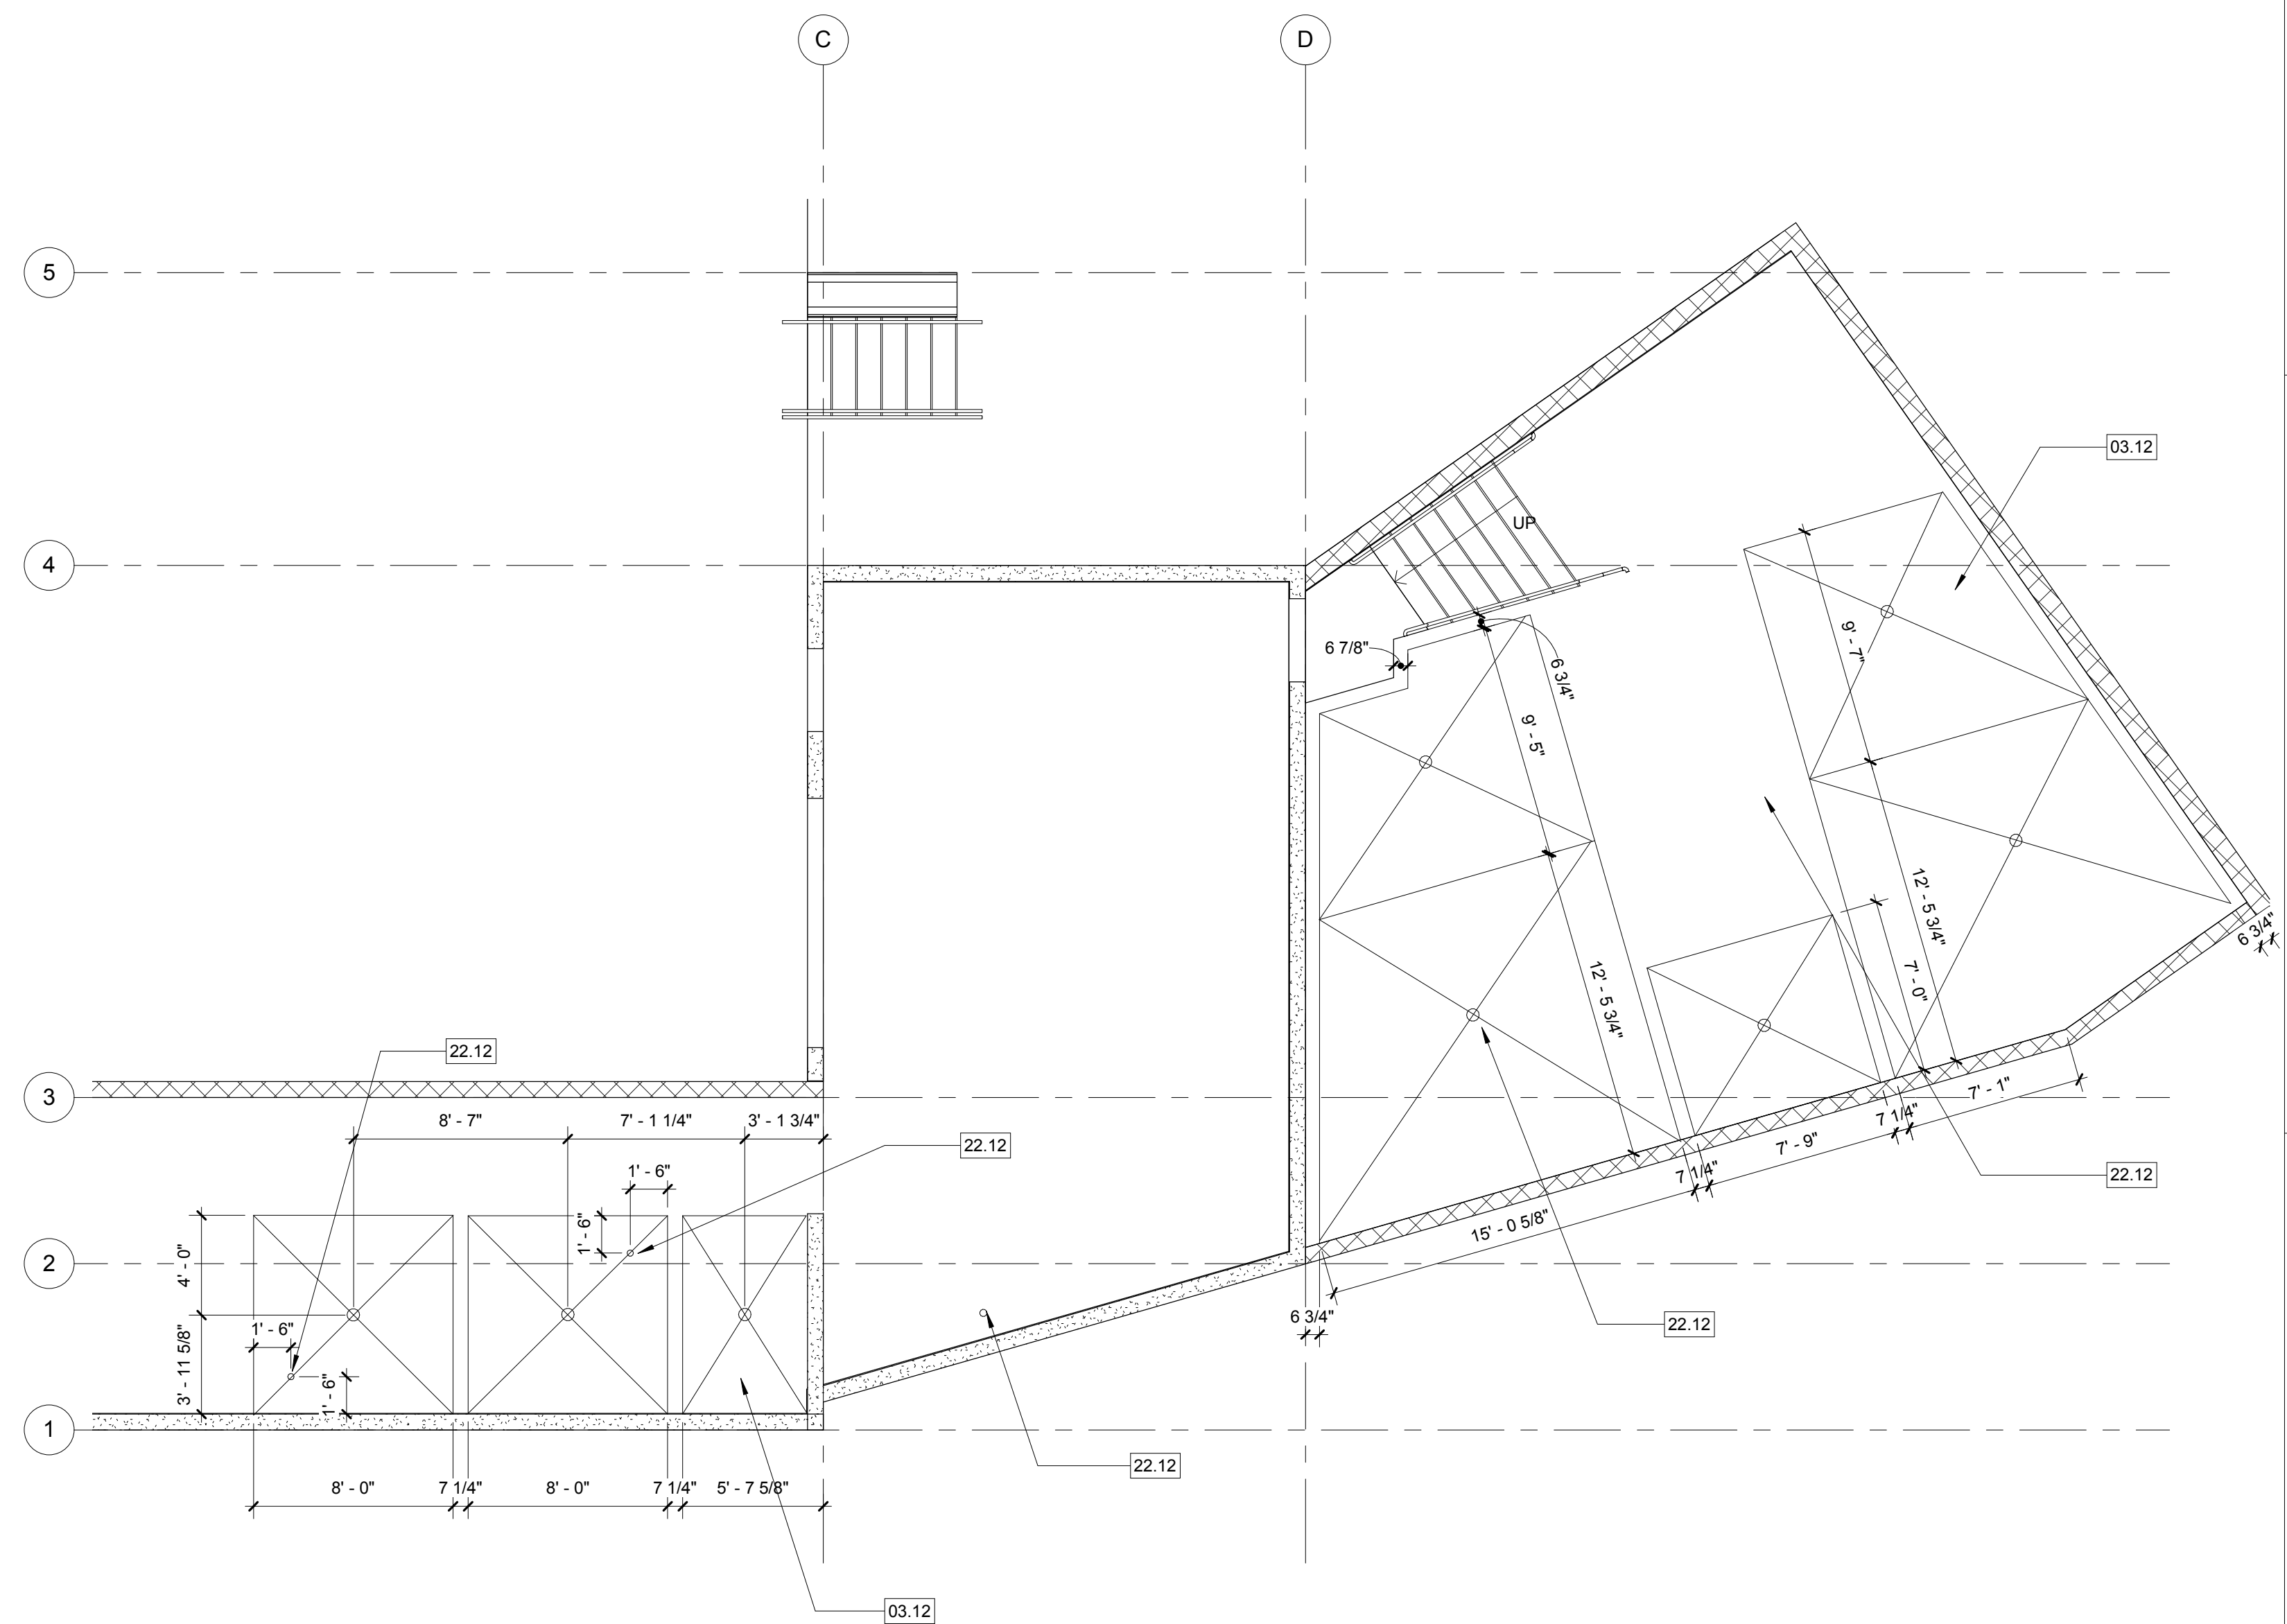 C
D
5
03.12
UP
4
6 7/8"
6 3/4"
9' - 7"
9' - 5"
12' - 5 3/4"
6 3/4"
12' - 5 3/4"
7' - 0"
22.12
3
8' - 7"
7' - 1 1/4"
3' - 1 3/4"
7' - 1"
7 1/4"
7' - 9"
22.12
1' - 6"
7 1/4"
22.12
15' - 0 5/8"
1' - 6"
2
4' - 0"
6 3/4"
22.12
1' - 6"
3' - 11 5/8"
1' - 6"
1
22.12
8' - 0"
7 1/4"
8' - 0"
7 1/4"
5' - 7 5/8"
03.12